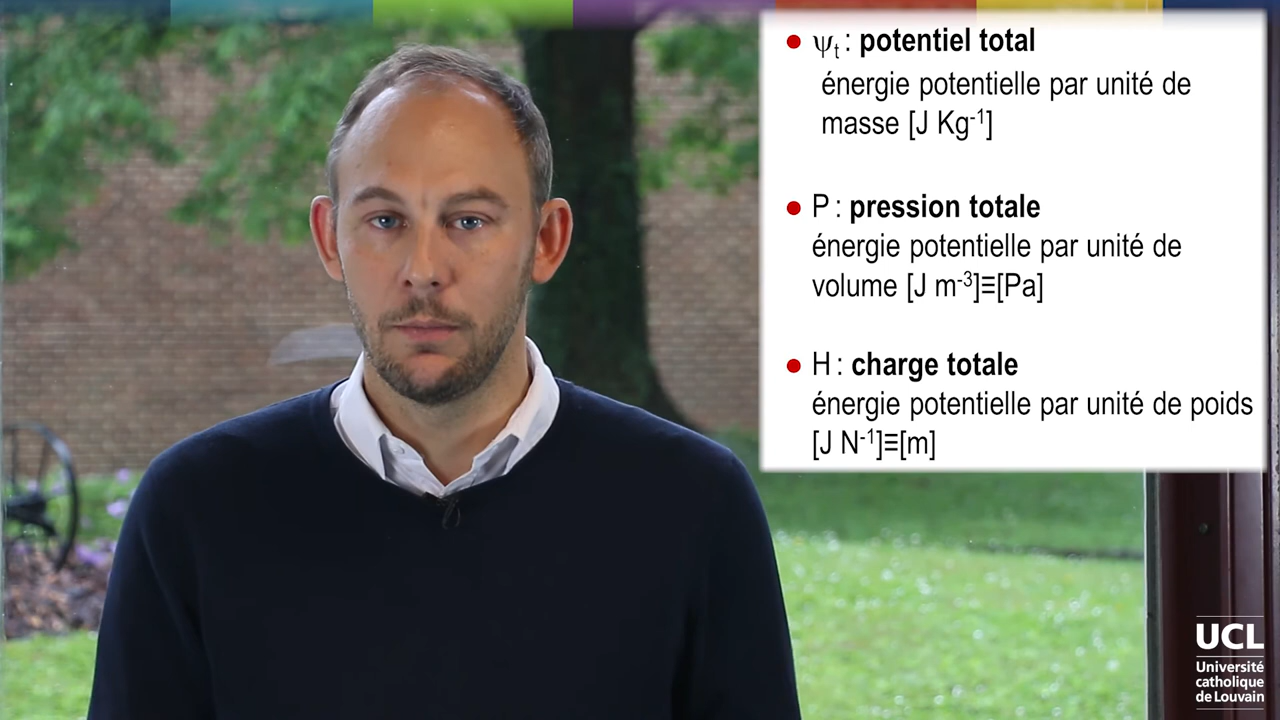 ● ψt : potentiel total
énergie potentielle par unité de
masse [J Kg-1]
● P : pression totale
énergie potentielle par unité de
volume [J m-3]≡[Pa]
● H : charge totale
énergie potentielle par unité de poids
[J N-1]≡[m]
UCL
Université
catholique
de Louvain